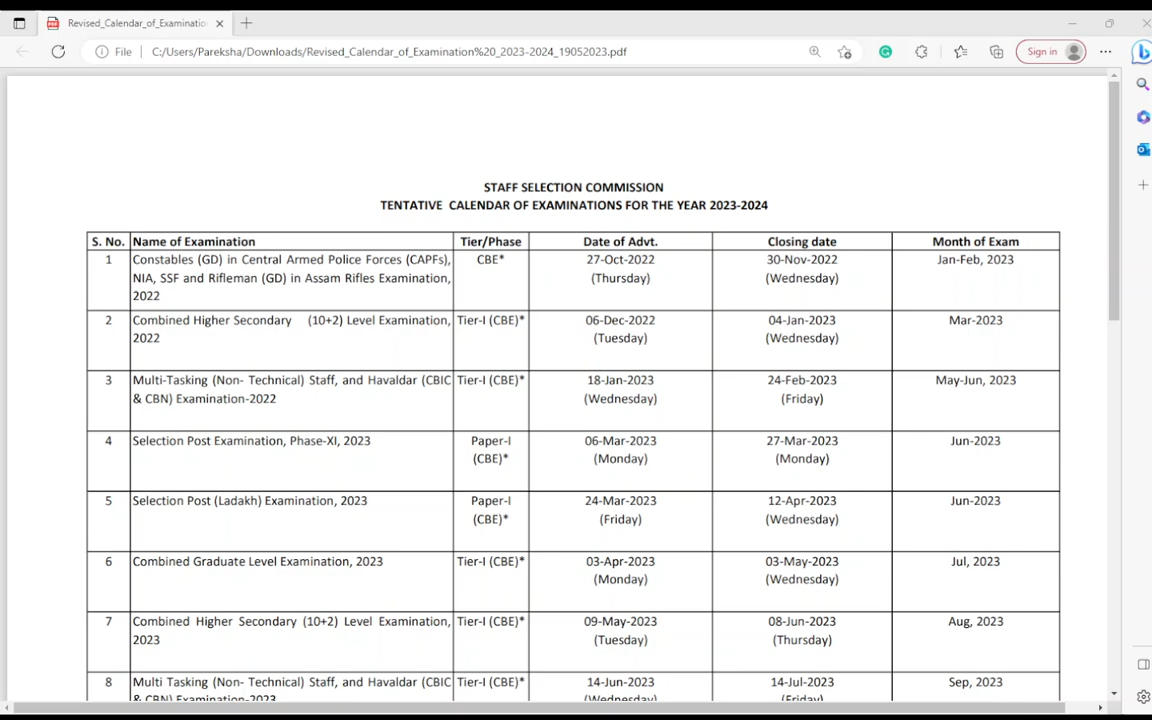 Revised_Calendar_of_Examinatio
File C:/Users/Pareksha/Downloads/Revised_Calendar_of_Examination%20_2023-2024_19052023.pdf Sign in
STAFF SELECTION COMMISSION
TENTATIVE CALENDAR OF EXAMINATIONS FOR THE YEAR 2023-2024
S. No. Name of Examination Tier/Phase Date of Advt. Closing date Month of Exam
1 Constables (GD) in Central Armed Police Forces (CAPFs), CBE* 27-Oct-2022 30-Nov-2022 Jan-Feb, 2023
NIA, SSF and Rifleman (GD) in Assam Rifles Examination, (Thursday) (Wednesday)
2022
2 Combined Higher Secondary (10+2) Level Examination, Tier-I (CBE)* 06-Dec-2022 04-Jan-2023 Mar-2023
2022 (Tuesday) (Wednesday)
3 Multi-Tasking (Non- Technical) Staff, and Havaldar (CBIC Tier-I (CBE)* 18-Jan-2023 24-Feb-2023 May-Jun, 2023
& CBN) Examination-2022 (Wednesday) (Friday)
4 Selection Post Examination, Phase-XI, 2023 Paper-I 06-Mar-2023 27-Mar-2023 Jun-2023
(CBE)* (Monday) (Monday)
5 Selection Post (Ladakh) Examination, 2023 Paper-I 24-Mar-2023 12-Apr-2023 Jun-2023
(CBE)* (Friday) (Wednesday)
6 Combined Graduate Level Examination, 2023 Tier-I (CBE)* 03-Apr-2023 03-May-2023 Jul, 2023
(Monday) (Wednesday)
7 Combined Higher Secondary (10+2) Level Examination, Tier-I (CBE)* 09-May-2023 08-Jun-2023 Aug, 2023
2023 (Tuesday) (Thursday)
8 Multi Tasking (Non- Technical) Staff, and Havaldar (CBIC Tier-I (CBE)* 14-Jun-2023 14-Jul-2023 Sep, 2023
& CBN) Examination-2023 (Wednesday) (Friday)